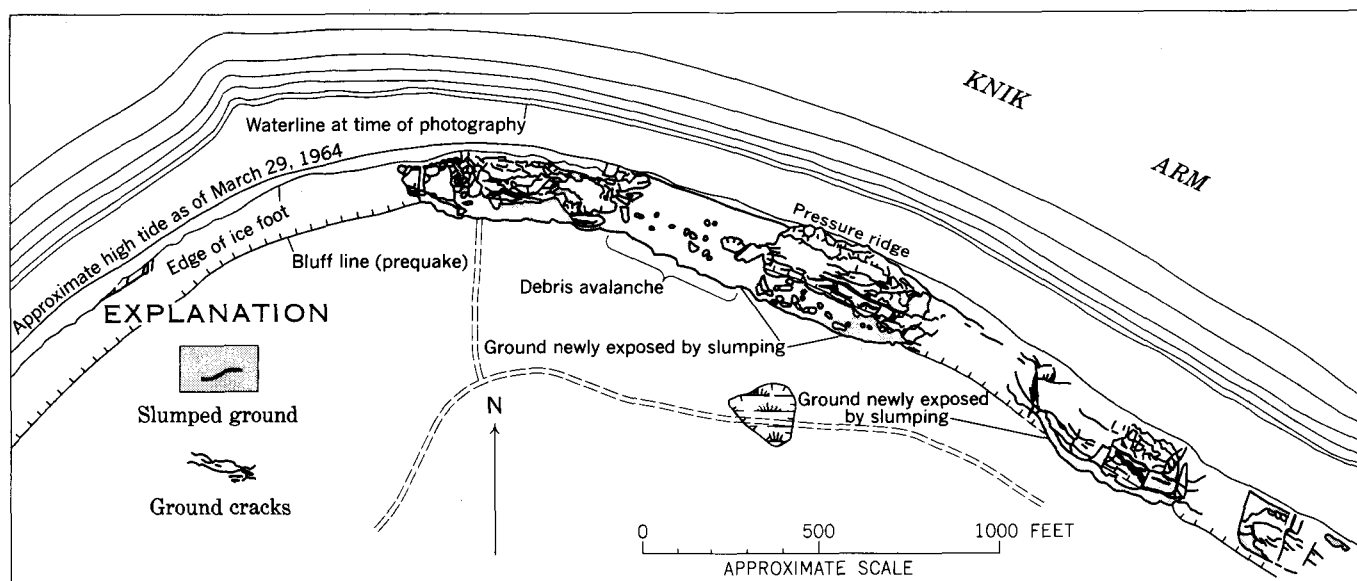 KNIK
ARM
Waterline at time of photography
Approximate high tide as of March 29, 1964
Edge of ice foot
Bluff line (prequake)
Pressure ridge
Debris avalanche
EXPLANATION
Slumped ground
Ground cracks
Ground newly exposed by slumping
N
Ground newly exposed
by slumping
0 500 1000 FEET
APPROXIMATE SCALE